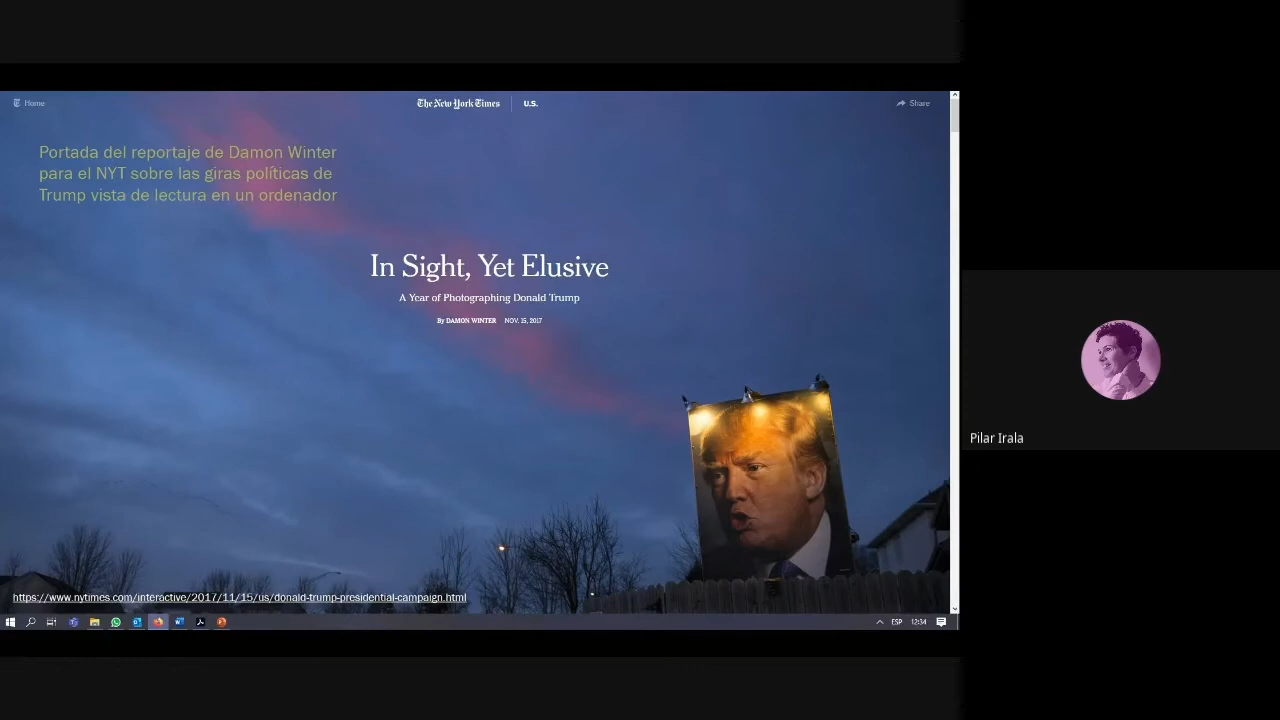 Home
The New York Times | U.S.
Share
Portada del reportaje de Damon Winter
para el NYT sobre las giras políticas de
Trump vista de lectura en un ordenador
In Sight, Yet Elusive
A Year of Photographing Donald Trump
By DAMON WINTER NOV. 15, 2017
Pilar Irala
https://www.nytimes.com/interactive/2017/11/15/us/donald-trump-presidential-campaign.html
ESP 12:34